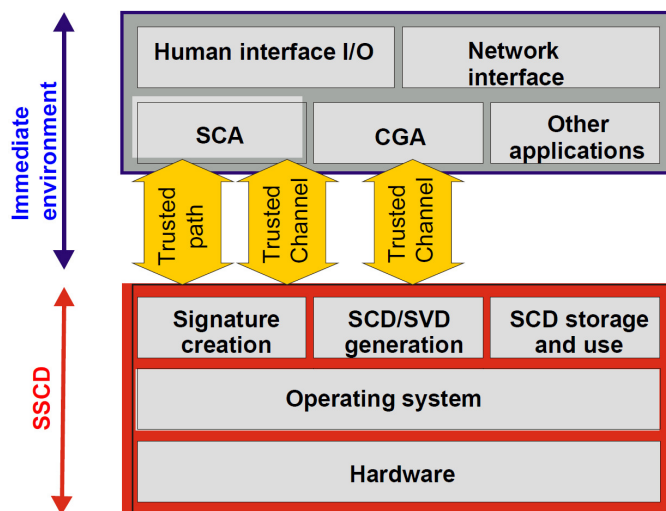 Immediate
environment
Human interface I/O
Network
interface
SCA
CGA
Other
applications
Trusted
path
Trusted
Channel
Trusted
Channel
SSCD
Signature
creation
SCD/SVD
generation
SCD storage
and use
Operating system
Hardware